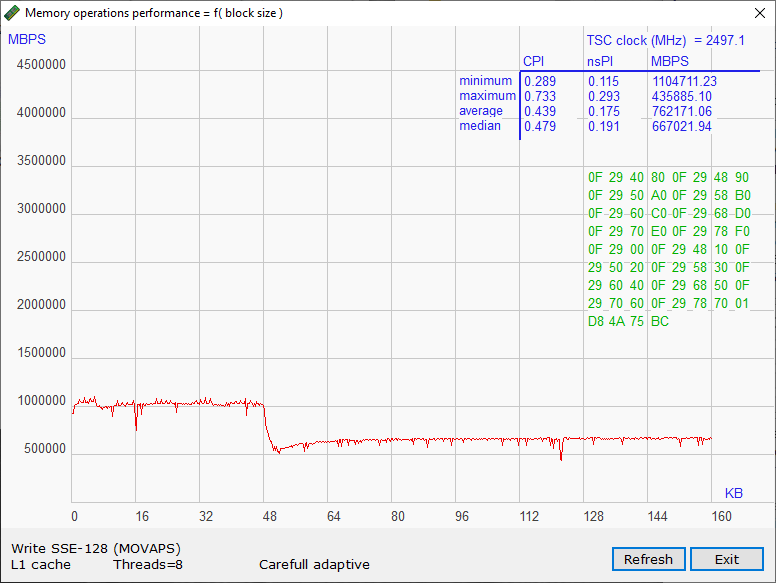 Memory operations performance = f( block size )
MBPS
TSC clock (MHz) = 2497.1
CPI nsPI MBPS
minimum 0.289 0.115 1104711.23
maximum 0.733 0.293 435885.10
average 0.439 0.175 762171.06
median 0.479 0.191 667021.94
4500000
4000000
3500000
3000000
2500000
2000000
1500000
1000000
500000
0F 29 40 80 0F 29 48 90
0F 29 50 A0 0F 29 58 B0
0F 29 60 C0 0F 29 68 D0
0F 29 70 E0 0F 29 78 F0
0F 29 00 0F 29 48 10 0F
29 50 20 0F 29 58 30 0F
29 60 40 0F 29 68 50 0F
29 70 60 0F 29 78 70 01
D8 4A 75 BC
KB
0 16 32 48 64 80 96 112 128 144 160
Write SSE-128 (MOVAPS)
L1 cache Threads=8 Carefull adaptive
Refresh Exit